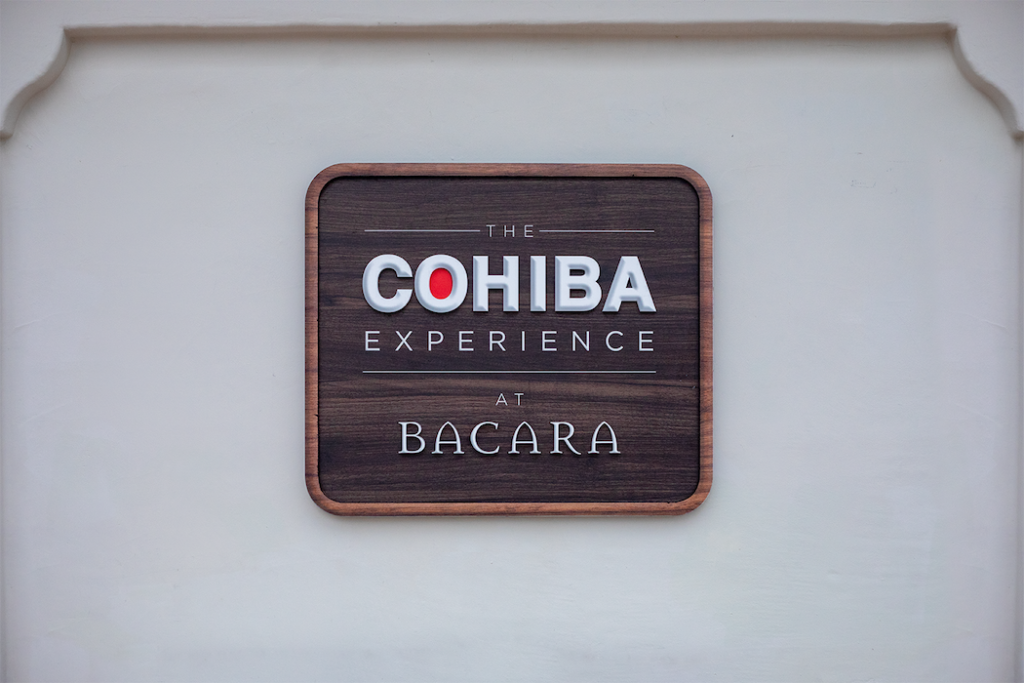 THE
COHIBA
EXPERIENCE
AT
BACARA